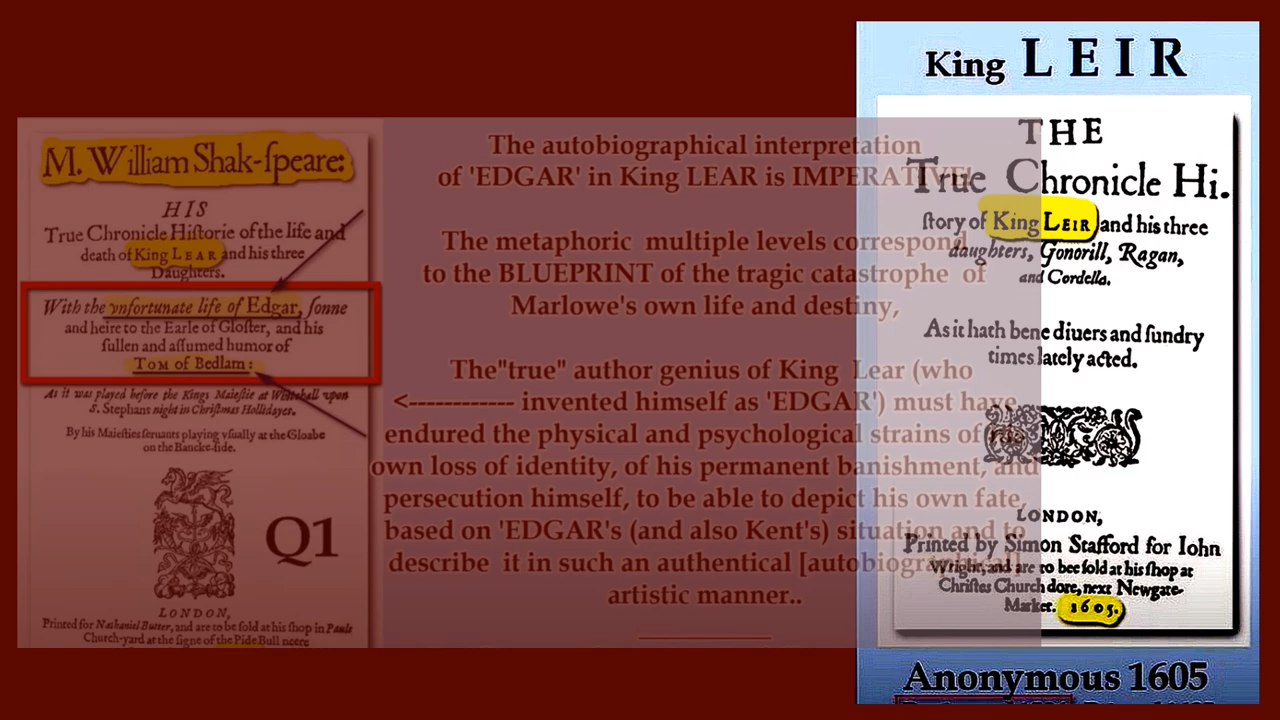 M. William Shak-ſpeare:
HIS
True Chronicle Hiſtorie of the life and
death of King LEAR and his three
Daughters.
With the vnfortunate life of Edgar, ſonne
and heire to the Earle of Gloſter, and his
ſullen and aſſumed humor of
TOM of Bedlam:
As it was played before the Kings Maieſtie at Whitehall vpon
S. Stephans night in Chriſtmas Hollidayes.
By his Maieſties ſeruants playing vſually at the Gloabe
on the Bancke-ſide.
Q1
LONDON,
Printed for Nathaniel Butter, and are to be ſold at his ſhop in Pauls
Church-yard at the ſigne of the Pide Bull neere
The autobiographical interpretation
of 'EDGAR' in King LEAR is IMPERATIVE!
The metaphoric multiple levels correspond
to the BLUEPRINT of the tragic catastrophe of
Marlowe's own life and destiny,
The"true" author genius of King Lear (who
<------------ invented himself as 'EDGAR') must have
endured the physical and psychological strains of
own loss of identity, of his permanent banishment, and
persecution himself, to be able to depict his own fate,
based on 'EDGAR's (and also Kent's) situation and to
describe it in such an authentical [autobiographical]
artistic manner..
King LEIR
THE
True Chronicle Hi.
ſtory of King LEIR and his three
daughters, Gonorill, Ragan,
and Cordella.
As it hath bene diuers and ſundry
times lately acted.
LONDON,
Printed by Simon Stafford for Iohn
Wright, and are to bee ſold at his ſhop at
Chriſtes Church dore, next Newgate-
Market. 1605.
Anonymous 1605